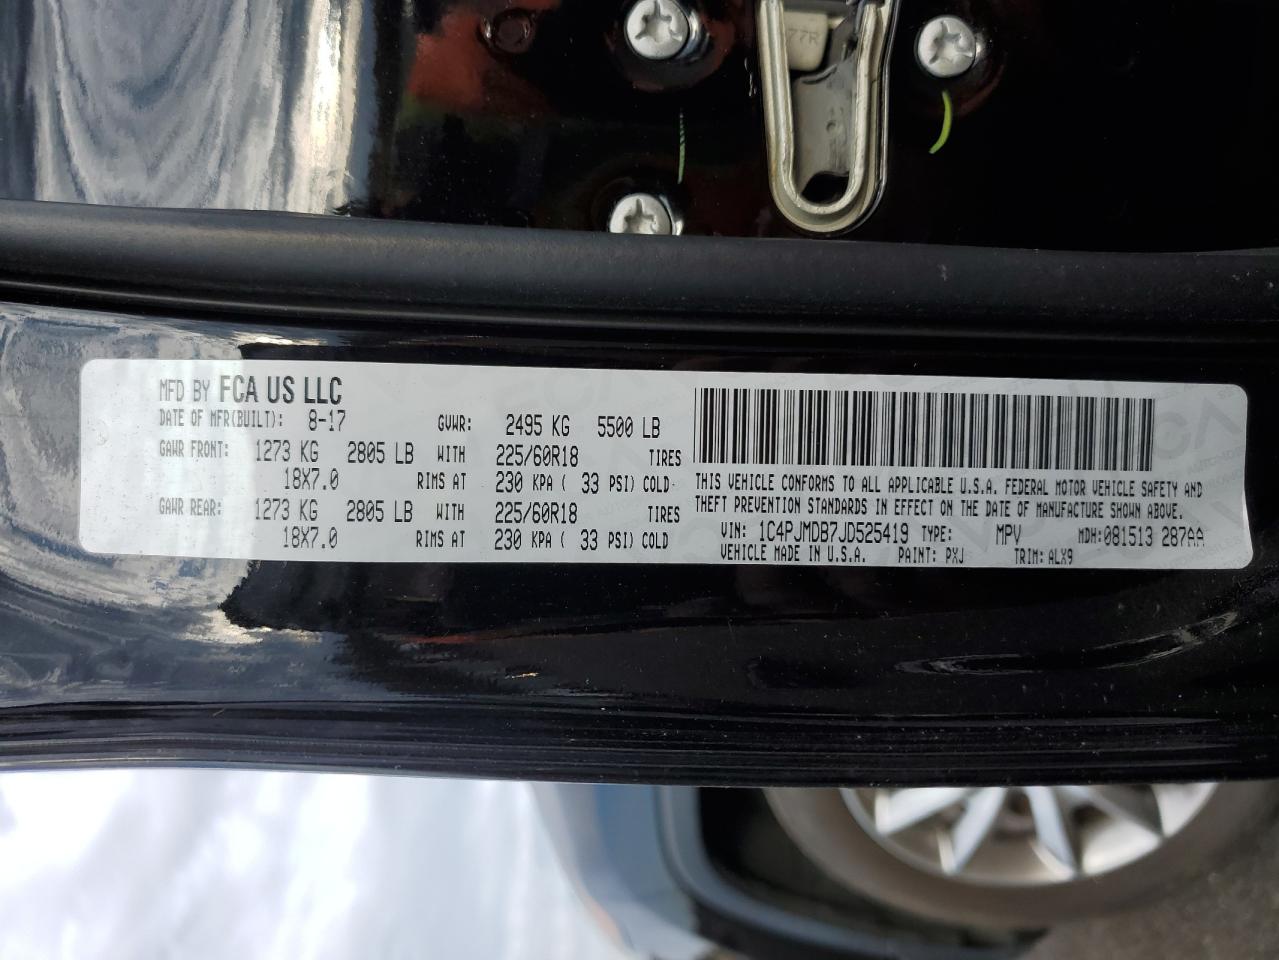 77R
MFD BY FCA US LLC
DATE OF MFR(BUILT): 8-17 GVWR: 2495 KG 5500 LB
GAWR FRONT: 1273 KG 2805 LB WITH 225/60R18 TIRES
18X7.0 RIMS AT 230 KPA ( 33 PSI) COLD
GAWR REAR: 1273 KG 2805 LB WITH 225/60R18 TIRES
18X7.0 RIMS AT 230 KPA ( 33 PSI) COLD
THIS VEHICLE CONFORMS TO ALL APPLICABLE U.S.A. FEDERAL MOTOR VEHICLE SAFETY AND
THEFT PREVENTION STANDARDS IN EFFECT ON THE DATE OF MANUFACTURE SHOWN ABOVE.
VIN: 1C4PJMDB7JD525419 TYPE: MPV MDH: 081513 287AA
VEHICLE MADE IN U.S.A. PAINT: PXJ TRIM: ALX9